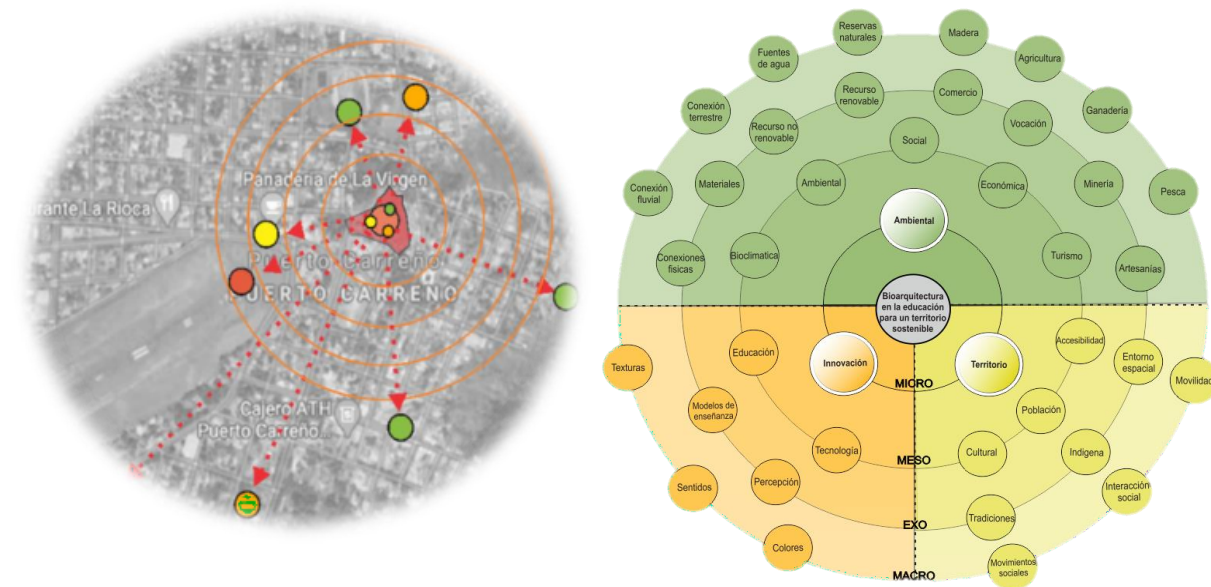 Panadería de La Virgen
urante La Rioca
Puerto Carreño
PUERTO CARREÑO
Cajero ATH
Puerto Carreño...
Reservas
naturales
Madera
Fuentes
de agua
Agricultura
Conexión
terrestre
Recurso
renovable
Comercio
Ganadería
Recurso no
renovable
Social
Vocación
Conexión
fluvial
Materiales
Ambiental
Económica
Minería
Pesca
Ambiental
Conexiones
físicas
Bioclimatica
Turismo
Artesanías
Bioarquitectura
en la educación
para un territorio
sostenible
Texturas
Educación
Innovación
Territorio
Accesibilidad
Entorno
espacial
Movilidad
MICRO
Modelos de
enseñanza
Población
Tecnología
MESO
Cultural
Indígena
Sentidos
Percepción
Interacción
social
EXO
Tradiciones
Colores
MACRO
Movimientos
sociales